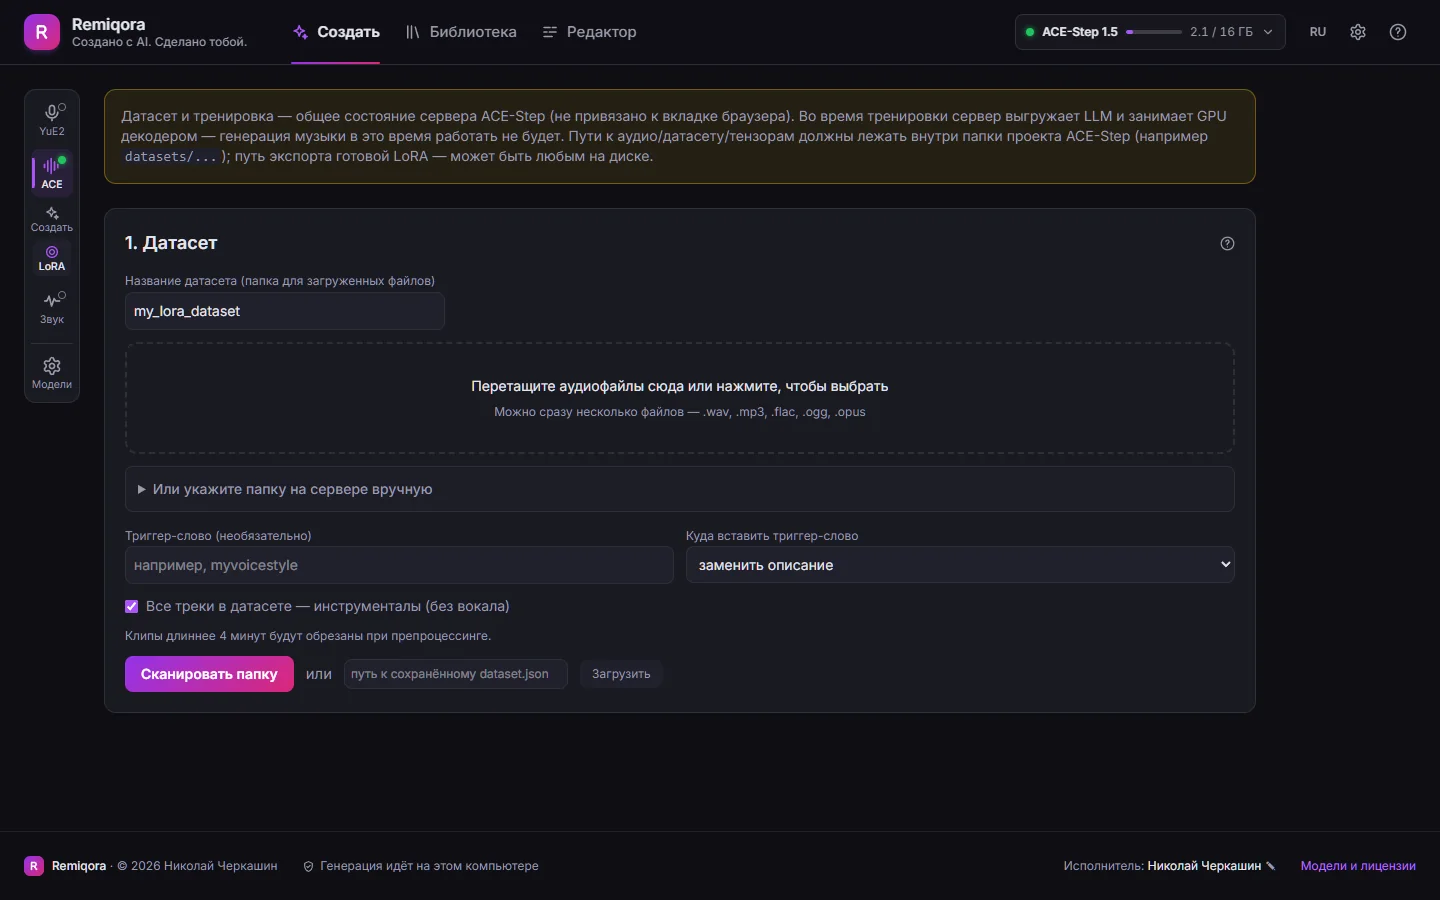 R
Remiqora
Создано с AI. Сделано тобой.
Создать
Библиотека
Редактор
ACE-Step 1.5
2.1 / 16 ГБ
RU
YuE2
ACE
Создать
LoRA
Звук
Модели
Датасет и тренировка — общее состояние сервера ACE-Step (не привязано к вкладке браузера). Во время тренировки сервер выгружает LLM и занимает GPU
декодером — генерация музыки в это время работать не будет. Пути к аудио/датасету/тензорам должны лежать внутри папки проекта ACE-Step (например
datasets/... ); путь экспорта готовой LoRA — может быть любым на диске.
1. Датасет
Название датасета (папка для загруженных файлов)
my_lora_dataset
Перетащите аудиофайлы сюда или нажмите, чтобы выбрать
Можно сразу несколько файлов — .wav, .mp3, .flac, .ogg, .opus
Или укажите папку на сервере вручную
Триггер-слово (необязательно)
Куда вставить триггер-слово
например, myvoicestyle
заменить описание
Все треки в датасете — инструменталы (без вокала)
Клипы длиннее 4 минут будут обрезаны при препроцессинге.
Сканировать папку
или
путь к сохранённому dataset.json
Загрузить
R
Remiqora · © 2026 Николай Черкашин
Генерация идёт на этом компьютере
Исполнитель: Николай Черкашин
Модели и лицензии